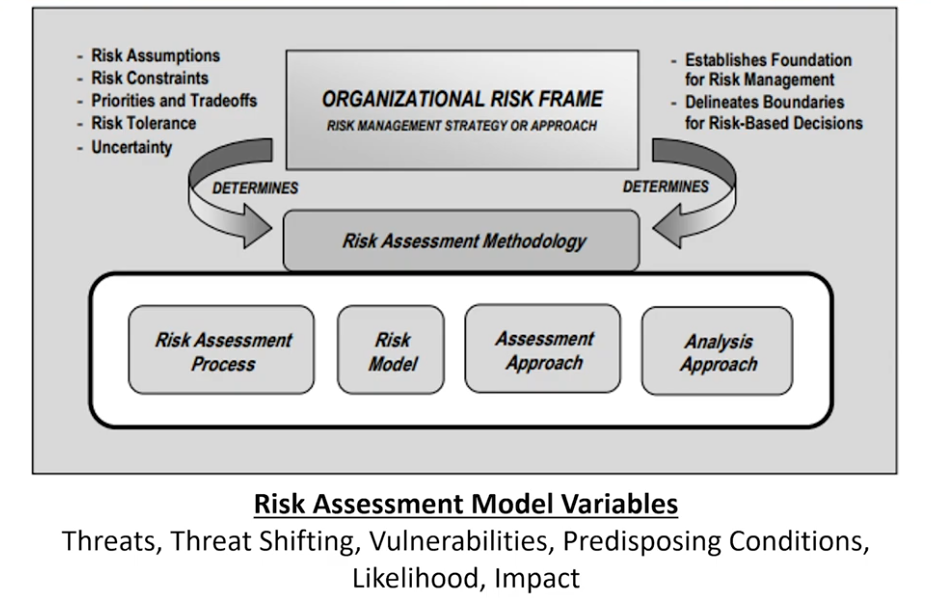 - Risk Assumptions
- Risk Constraints
- Priorities and Tradeoffs
- Risk Tolerance
- Uncertainty
ORGANIZATIONAL RISK FRAME
RISK MANAGEMENT STRATEGY OR APPROACH
- Establishes Foundation
for Risk Management
- Delineates Boundaries
for Risk-Based Decisions
DETERMINES
DETERMINES
Risk Assessment Methodology
Risk Assessment
Process
Risk
Model
Assessment
Approach
Analysis
Approach
Risk Assessment Model Variables
Threats, Threat Shifting, Vulnerabilities, Predisposing Conditions,
Likelihood, Impact